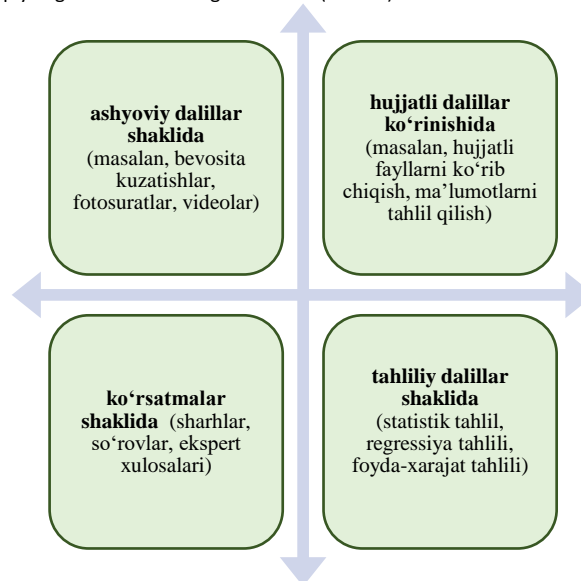 ashyoviy dalillar
shaklida
(masalan, bevosita
kuzatishlar,
fotosuratlar, videolar)
hujjatli dalillar
ko‘rinishida
(masalan, hujjatli
fayllarni ko‘rib
chiqish, ma’lumotlarni
tahlil qilish)
ko‘rsatmalar
shaklida (sharhlar,
so‘rovlar, ekspert
xulosalari)
tahliliy dalillar
shaklida
(statistik tahlil,
regressiya tahlili,
foyda-xarajat tahlili)